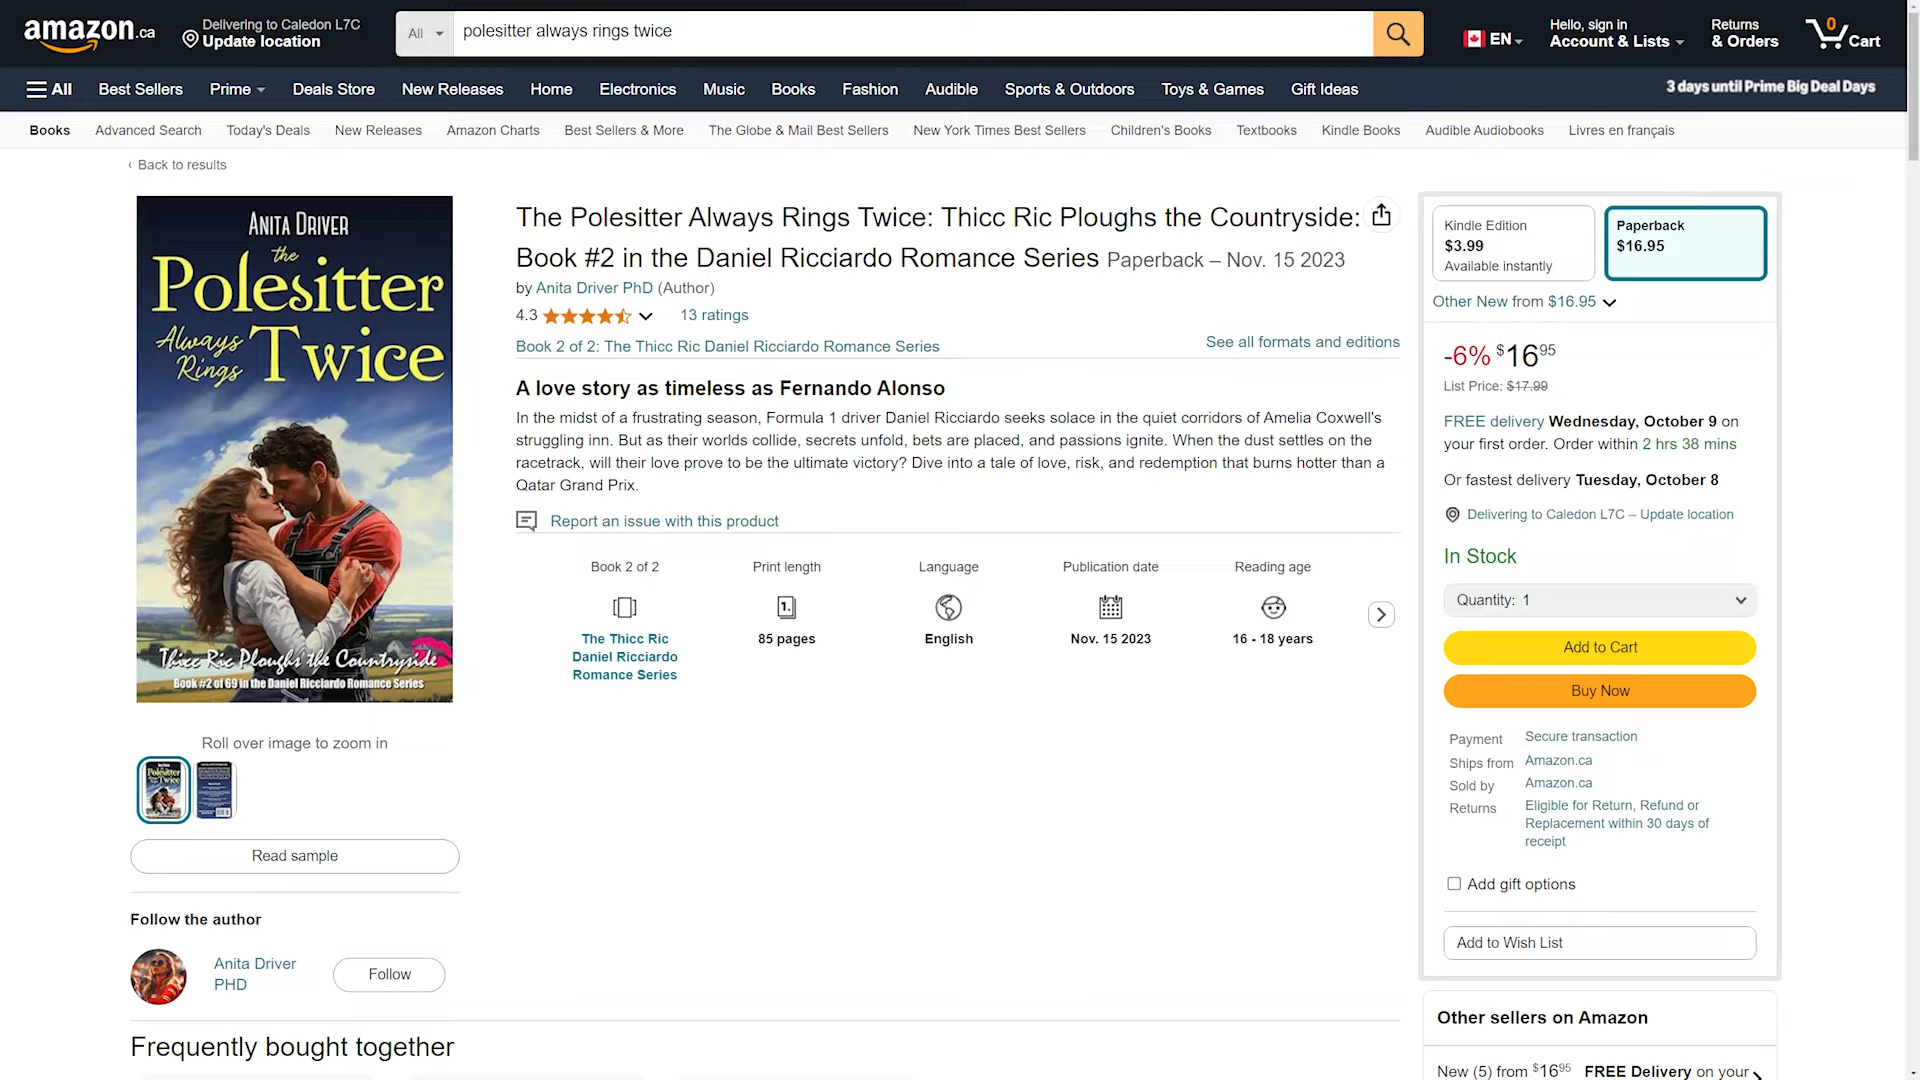 amazon.ca
Delivering to Caledon L7C
Update location
All
polesitter always rings twice
EN
Hello, sign in
Account & Lists
Returns
& Orders
0
Cart
All
Best Sellers
Prime
Deals Store
New Releases
Home
Electronics
Music
Books
Fashion
Audible
Sports & Outdoors
Toys & Games
Gift Ideas
3 days until Prime Big Deal Days
Books
Advanced Search
Today's Deals
New Releases
Amazon Charts
Best Sellers & More
The Globe & Mail Best Sellers
New York Times Best Sellers
Children's Books
Textbooks
Kindle Books
Audible Audiobooks
Livres en français
‹ Back to results
ANITA DRIVER
the
Polesitter
Always
Rings
Twice
Thicc Ric Ploughs the Countryside
Book #2 of 69 in the Daniel Ricciardo Romance Series
Roll over image to zoom in
Read sample
Follow the author
Anita Driver
PHD
Follow
Frequently bought together
The Polesitter Always Rings Twice: Thicc Ric Ploughs the Countryside:
Book #2 in the Daniel Ricciardo Romance Series Paperback – Nov. 15 2023
by Anita Driver PhD (Author)
4.3
13 ratings
Book 2 of 2: The Thicc Ric Daniel Ricciardo Romance Series
See all formats and editions
A love story as timeless as Fernando Alonso
In the midst of a frustrating season, Formula 1 driver Daniel Ricciardo seeks solace in the quiet corridors of Amelia Coxwell's
struggling inn. But as their worlds collide, secrets unfold, bets are placed, and passions ignite. When the dust settles on the
racetrack, will their love prove to be the ultimate victory? Dive into a tale of love, risk, and redemption that burns hotter than a
Qatar Grand Prix.
Report an issue with this product
Book 2 of 2
The Thicc Ric
Daniel Ricciardo
Romance Series
Print length
1.
85 pages
Language
English
Publication date
Nov. 15 2023
Reading age
16 - 18 years
Kindle Edition
$3.99
Available instantly
Paperback
$16.95
Other New from $16.95
-6% $16 95
List Price: $17.99
FREE delivery Wednesday, October 9 on
your first order. Order within 2 hrs 38 mins
Or fastest delivery Tuesday, October 8
Delivering to Caledon L7C – Update location
In Stock
Quantity: 1
Add to Cart
Buy Now
Payment
Secure transaction
Ships from
Amazon.ca
Sold by
Amazon.ca
Returns
Eligible for Return, Refund or
Replacement within 30 days of
receipt
Add gift options
Add to Wish List
Other sellers on Amazon
New (5) from $16 95 FREE Delivery on your